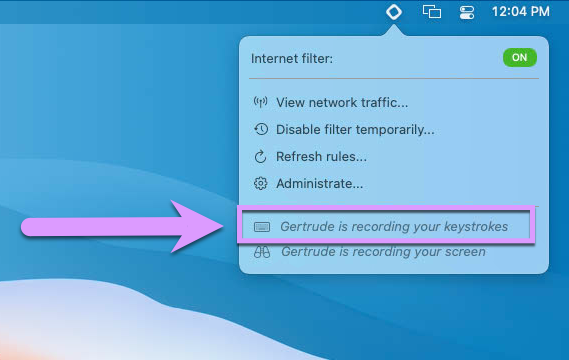 12:04 PM
Internet filter: ON
View network traffic...
Disable filter temporarily...
Refresh rules...
Administrate...
Gertrude is recording your keystrokes
Gertrude is recording your screen